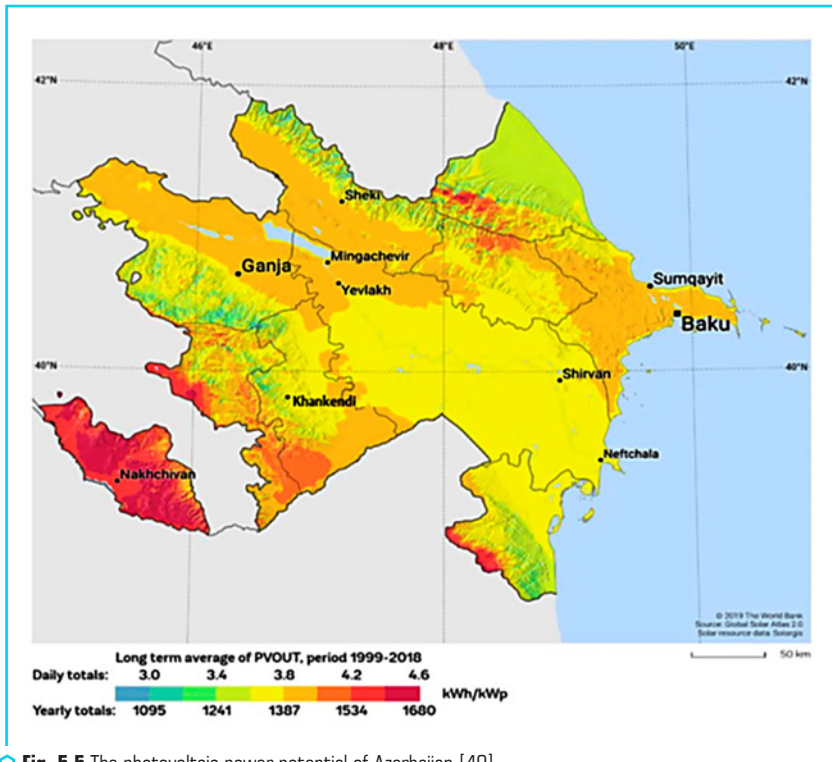 46°E 48°E 50°E
42°N 42°N
Sheki
Mingachevir
Ganja
Yevlakh
Sumqayit
Baku
40°N 40°N
Shirvan
Khankendi
Neftchala
Nakhchivan
© 2019 The World Bank
Source: Global Solar Atlas 2.0
Solar resource data: Solargis
50 km
Long term average of PVOUT, period 1999-2018
Daily totals: 3.0 3.4 3.8 4.2 4.6
kWh/kWp
Yearly totals: 1095 1241 1387 1534 1680
Fig. 5.5 The photovoltaic power potential of Azerbaijan [49]